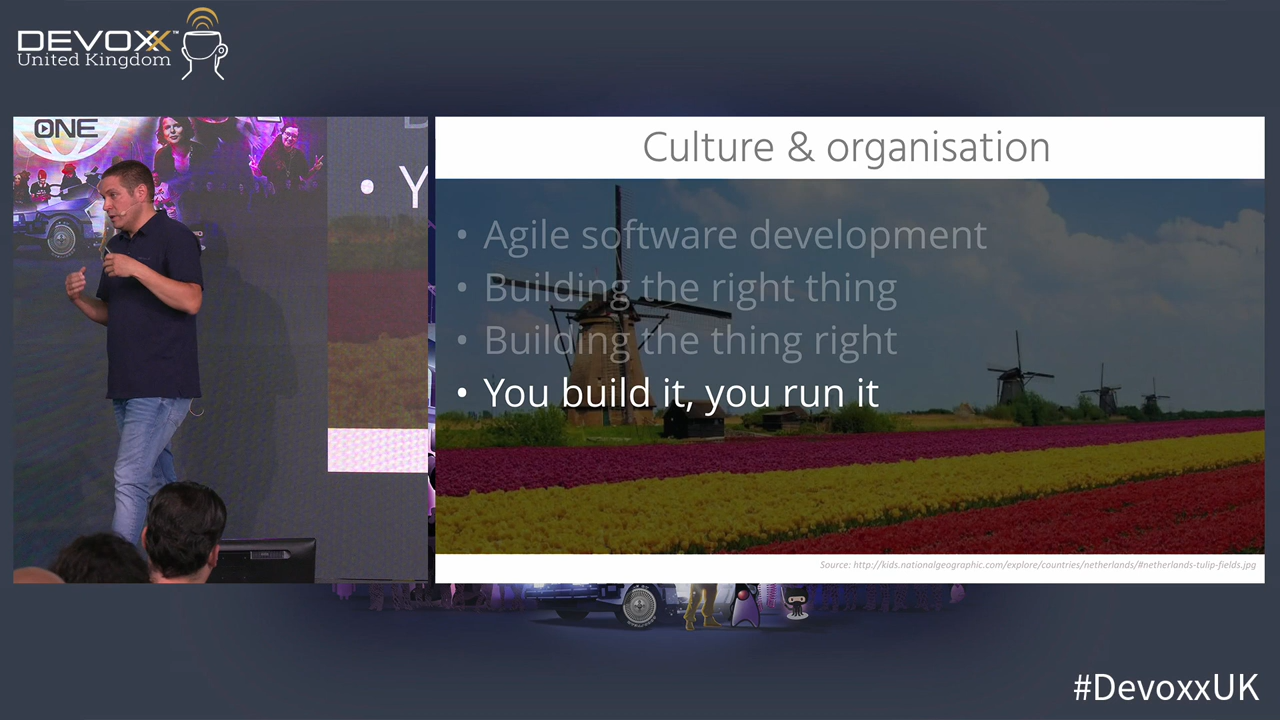 DEVOXX™
United Kingdom
ONE
• Y
Culture & organisation
• Agile software development
• Building the right thing
• Building the thing right
• You build it, you run it
Source: http://kids.nationalgeographic.com/explore/countries/netherlands/#netherlands-tulip-fields.jpg
#DevoxxUK